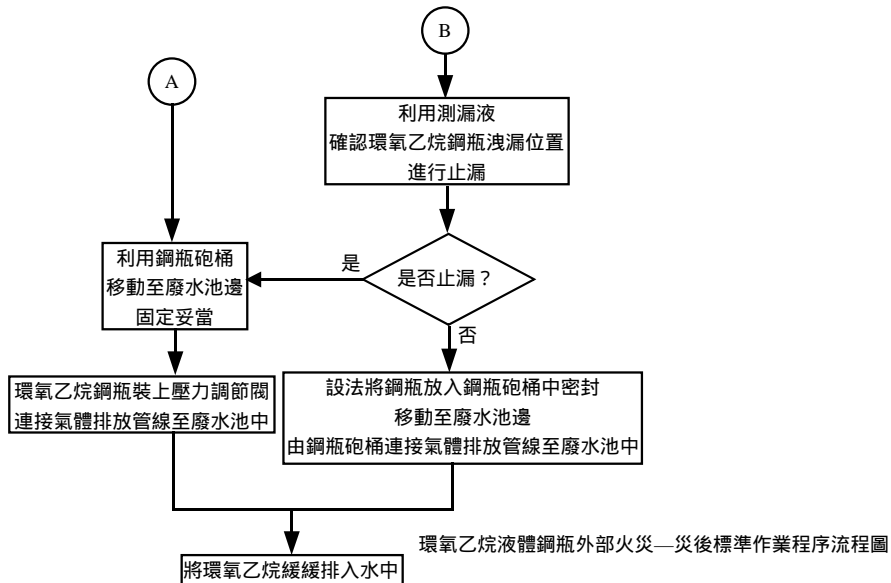 B
A
利用測漏液
確認環氧乙烷鋼瓶洩漏位置
進行止漏
利用鋼瓶砲桶
移動至廢水池邊
固定妥當
是
是否止漏？
否
環氧乙烷鋼瓶裝上壓力調節閥
連接氣體排放管線至廢水池中
設法將鋼瓶放入鋼瓶砲桶中密封
移動至廢水池邊
由鋼瓶砲桶連接氣體排放管線至廢水池中
環氧乙烷液體鋼瓶外部火災—災後標準作業程序流程圖
將環氧乙烷緩緩排入水中